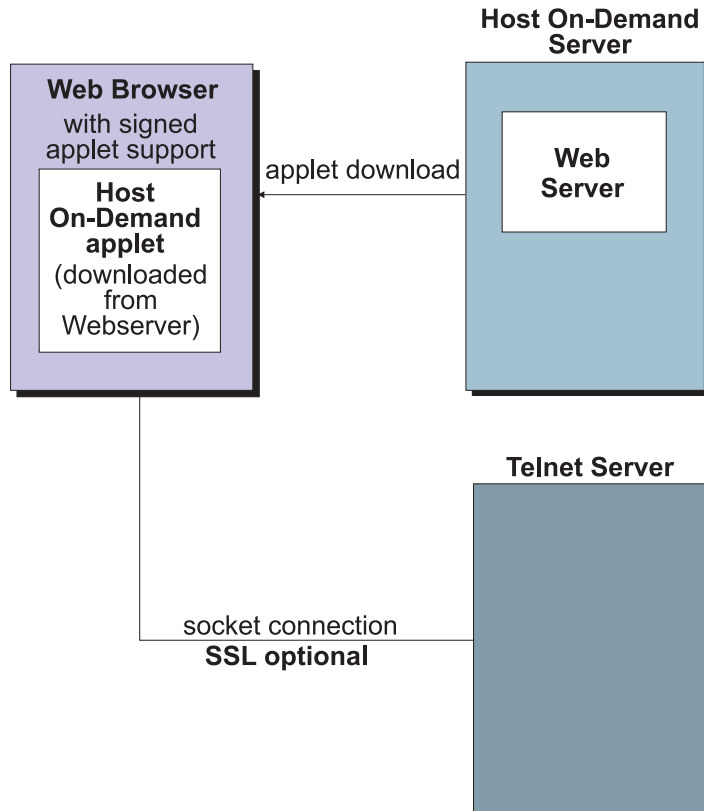 Host On-Demand
Server
Web Browser
with signed
applet support
Host
On-Demand
applet
(downloaded
from
Webserver)
applet download
Web
Server
Telnet Server
socket connection
SSL optional